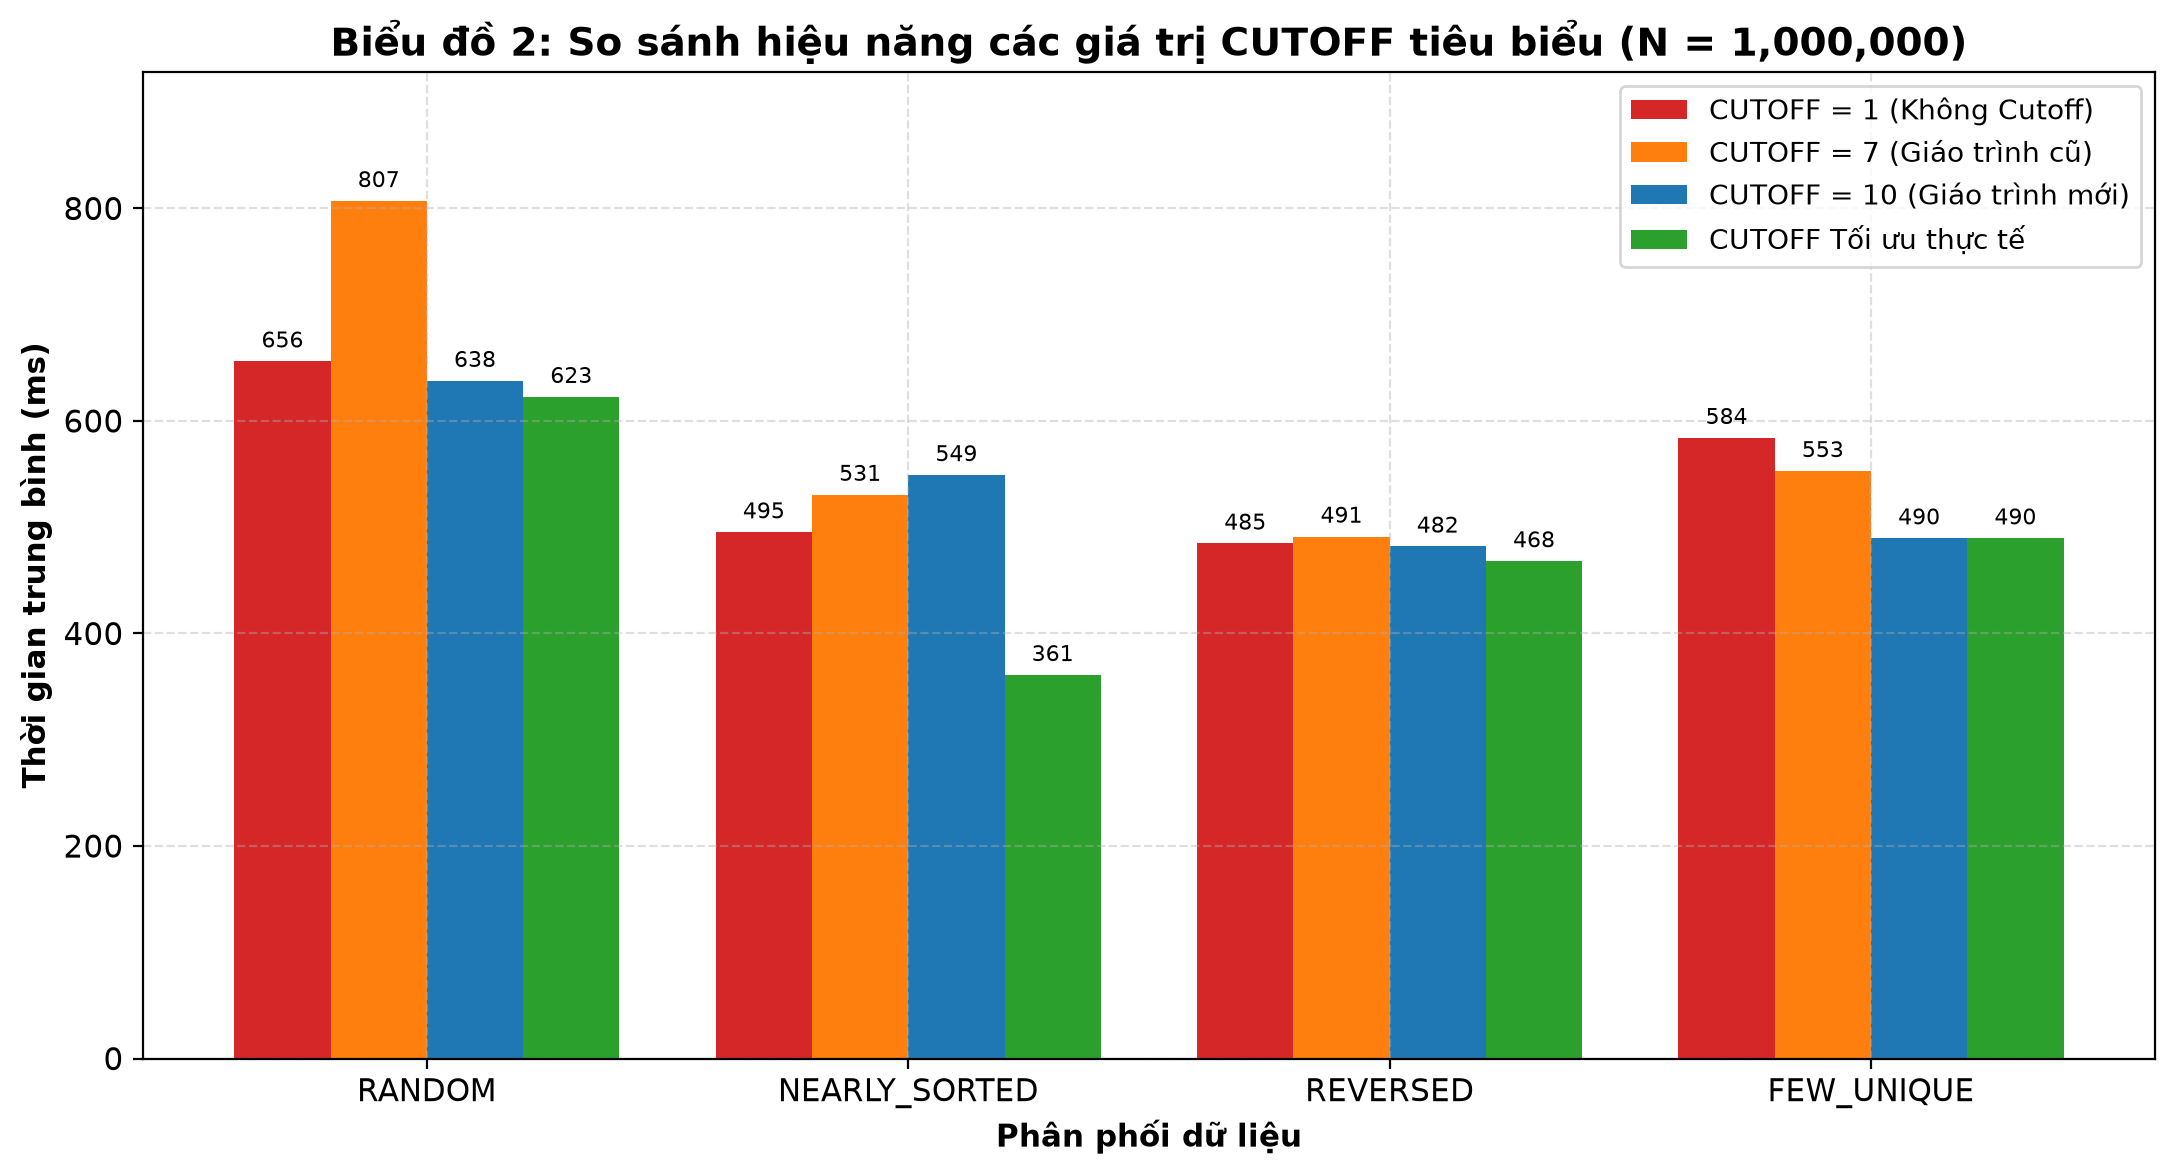 Biểu đồ 2: So sánh hiệu năng các giá trị CUTOFF tiêu biểu (N = 1,000,000)
CUTOFF = 1 (Không Cutoff)
CUTOFF = 7 (Giáo trình cũ)
CUTOFF = 10 (Giáo trình mới)
CUTOFF Tối ưu thực tế
Thời gian trung bình (ms)
800
600
400
200
0
656
807
638
623
495
531
549
361
485
491
482
468
584
553
490
490
RANDOM
NEARLY_SORTED
REVERSED
FEW_UNIQUE
Phân phối dữ liệu